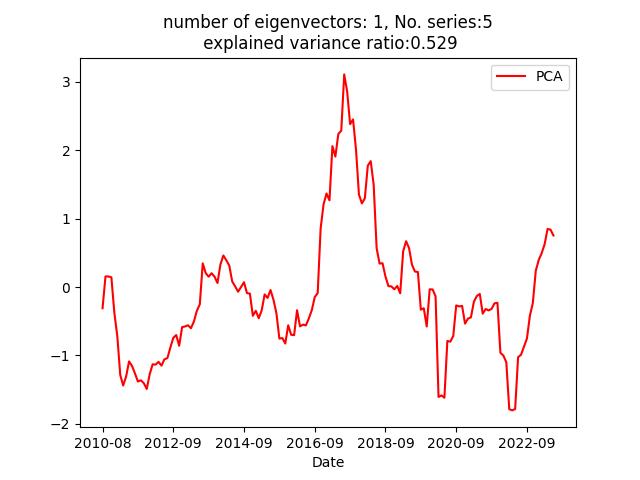 number of eigenvectors: 1, No. series:5
explained variance ratio:0.529
PCA
3
2
1
0
−1
−2
2010-08 2012-09 2014-09 2016-09 2018-09 2020-09 2022-09
Date